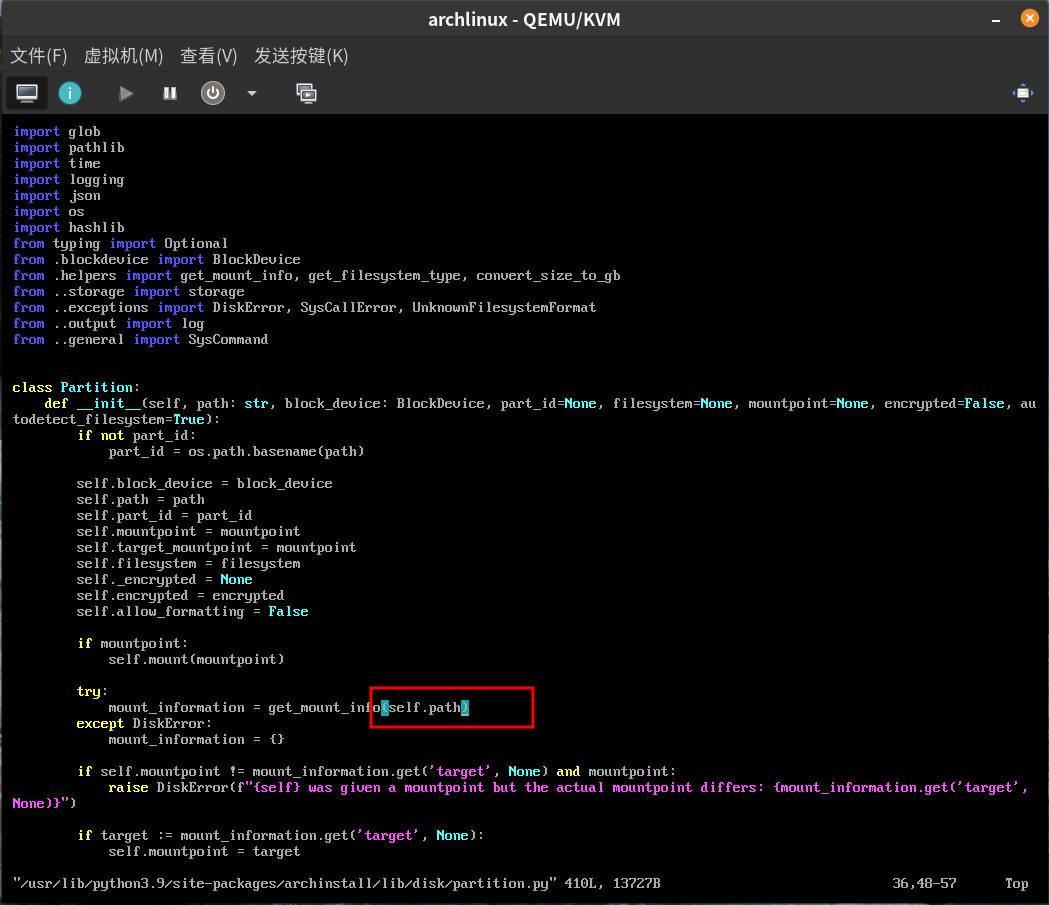 archlinux - QEMU/KVM
文件(F) 虚拟机(M) 查看(V) 发送按键(K)
import glob
import pathlib
import time
import logging
import json
import os
import hashlib
from typing import Optional
from .blockdevice import BlockDevice
from .helpers import get_mount_info, get_filesystem_type, convert_size_to_gb
from ..storage import storage
from ..exceptions import DiskError, SysCallError, UnknownFilesystemFormat
from ..output import log
from ..general import SysCommand
class Partition:
    def __init__(self, path: str, block_device: BlockDevice, part_id=None, filesystem=None, mountpoint=None, encrypted=False, au
todetect_filesystem=True):
        if not part_id:
            part_id = os.path.basename(path)
        self.block_device = block_device
        self.path = path
        self.part_id = part_id
        self.mountpoint = mountpoint
        self.target_mountpoint = mountpoint
        self.filesystem = filesystem
        self._encrypted = None
        self.encrypted = encrypted
        self.allow_formatting = False
        if mountpoint:
            self.mount(mountpoint)
        try:
            mount_information = get_mount_info(self.path)
        except DiskError:
            mount_information = {}
        if self.mountpoint != mount_information.get('target', None) and mountpoint:
            raise DiskError(f"{self} was given a mountpoint but the actual mountpoint differs: {mount_information.get('target',
None)}")
        if target := mount_information.get('target', None):
            self.mountpoint = target
"/usr/lib/python3.9/site-packages/archinstall/lib/disk/partition.py" 410L, 13727B 36,48-57 Top